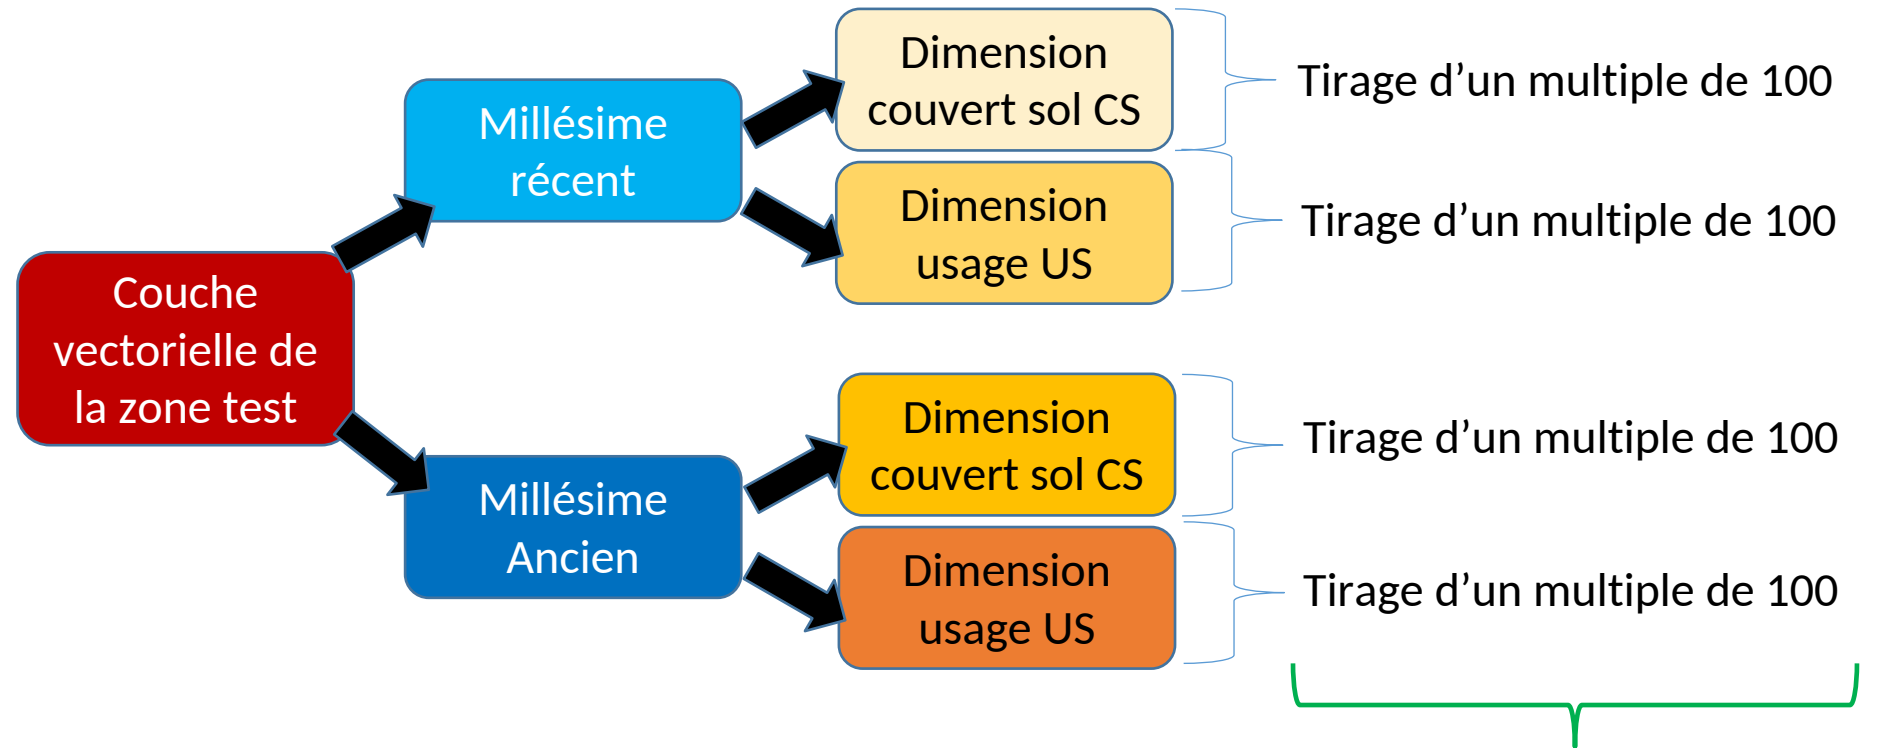 Couche
vectorielle de
la zone test
Millésime
récent
Dimension
couvert sol CS
Tirage d’un multiple de 100
Dimension
usage US
Tirage d’un multiple de 100
Millésime
Ancien
Dimension
couvert sol CS
Tirage d’un multiple de 100
Dimension
usage US
Tirage d’un multiple de 100